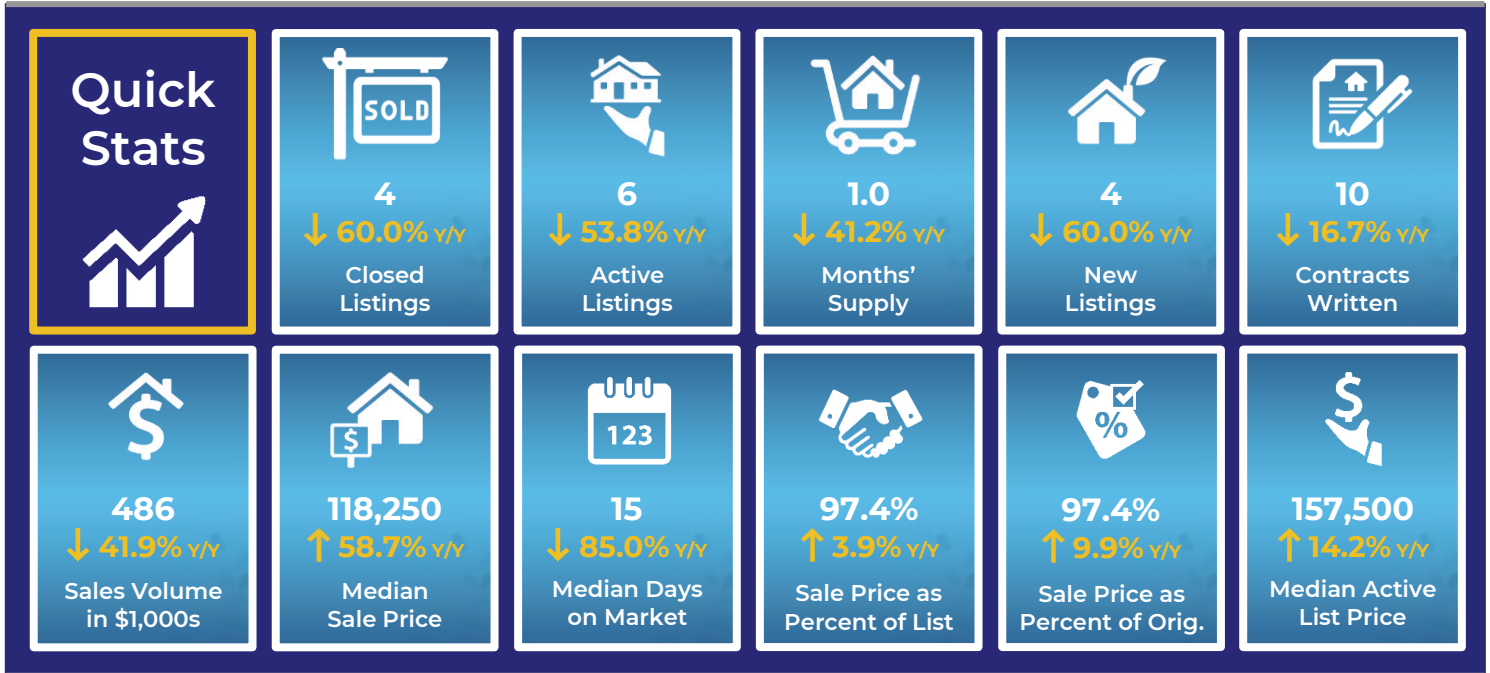 Quick
Stats
SOLD
4
↓ 60.0% Y/Y
Closed
Listings
6
↓ 53.8% Y/Y
Active
Listings
1.0
↓ 41.2% Y/Y
Months’
Supply
4
↓ 60.0% Y/Y
New
Listings
10
↓ 16.7% Y/Y
Contracts
Written
$
486
↓ 41.9% Y/Y
Sales Volume
in $1,000s
$
118,250
↑ 58.7% Y/Y
Median
Sale Price
123
15
↓ 85.0% Y/Y
Median Days
on Market
97.4%
↑ 3.9% Y/Y
Sale Price as
Percent of List
%
97.4%
↑ 9.9% Y/Y
Sale Price as
Percent of Orig.
$
157,500
↑ 14.2% Y/Y
Median Active
List Price